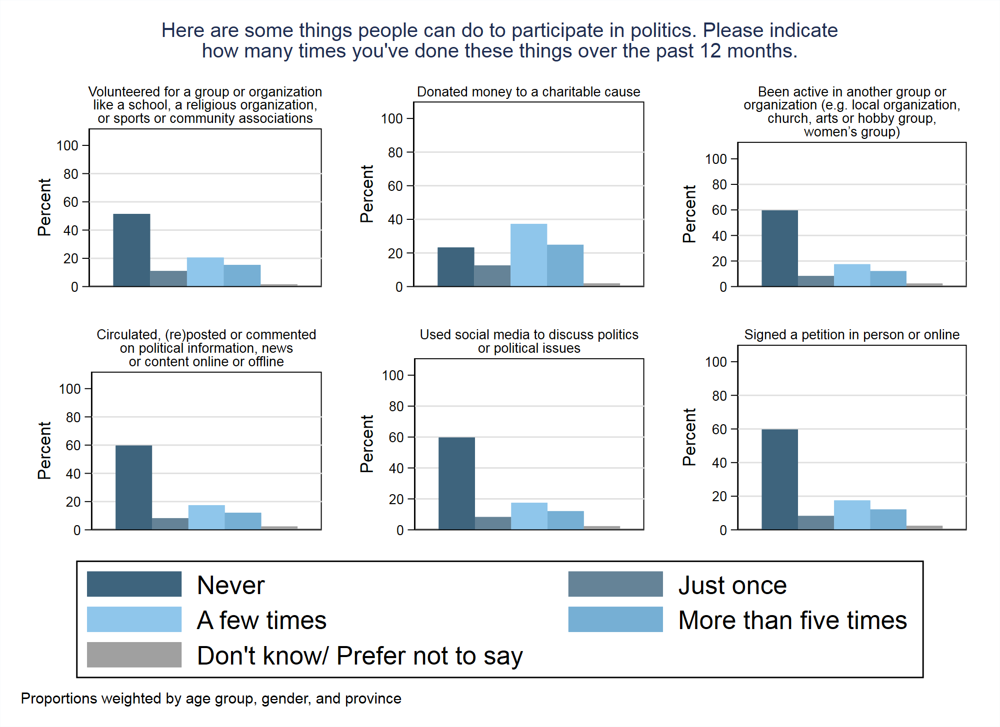 Here are some things people can do to participate in politics. Please indicate
how many times you've done these things over the past 12 months.
Volunteered for a group or organization
like a school, a religious organization,
or sports or community associations
Percent
100
80
60
40
20
0
Donated money to a charitable cause
Percent
100
80
60
40
20
0
Been active in another group or
organization (e.g. local organization,
church, arts or hobby group,
women’s group)
Percent
100
80
60
40
20
0
Circulated, (re)posted or commented
on political information, news
or content online or offline
Percent
100
80
60
40
20
0
Used social media to discuss politics
or political issues
Percent
100
80
60
40
20
0
Signed a petition in person or online
Percent
100
80
60
40
20
0
Never
Just once
A few times
More than five times
Don't know/ Prefer not to say
Proportions weighted by age group, gender, and province